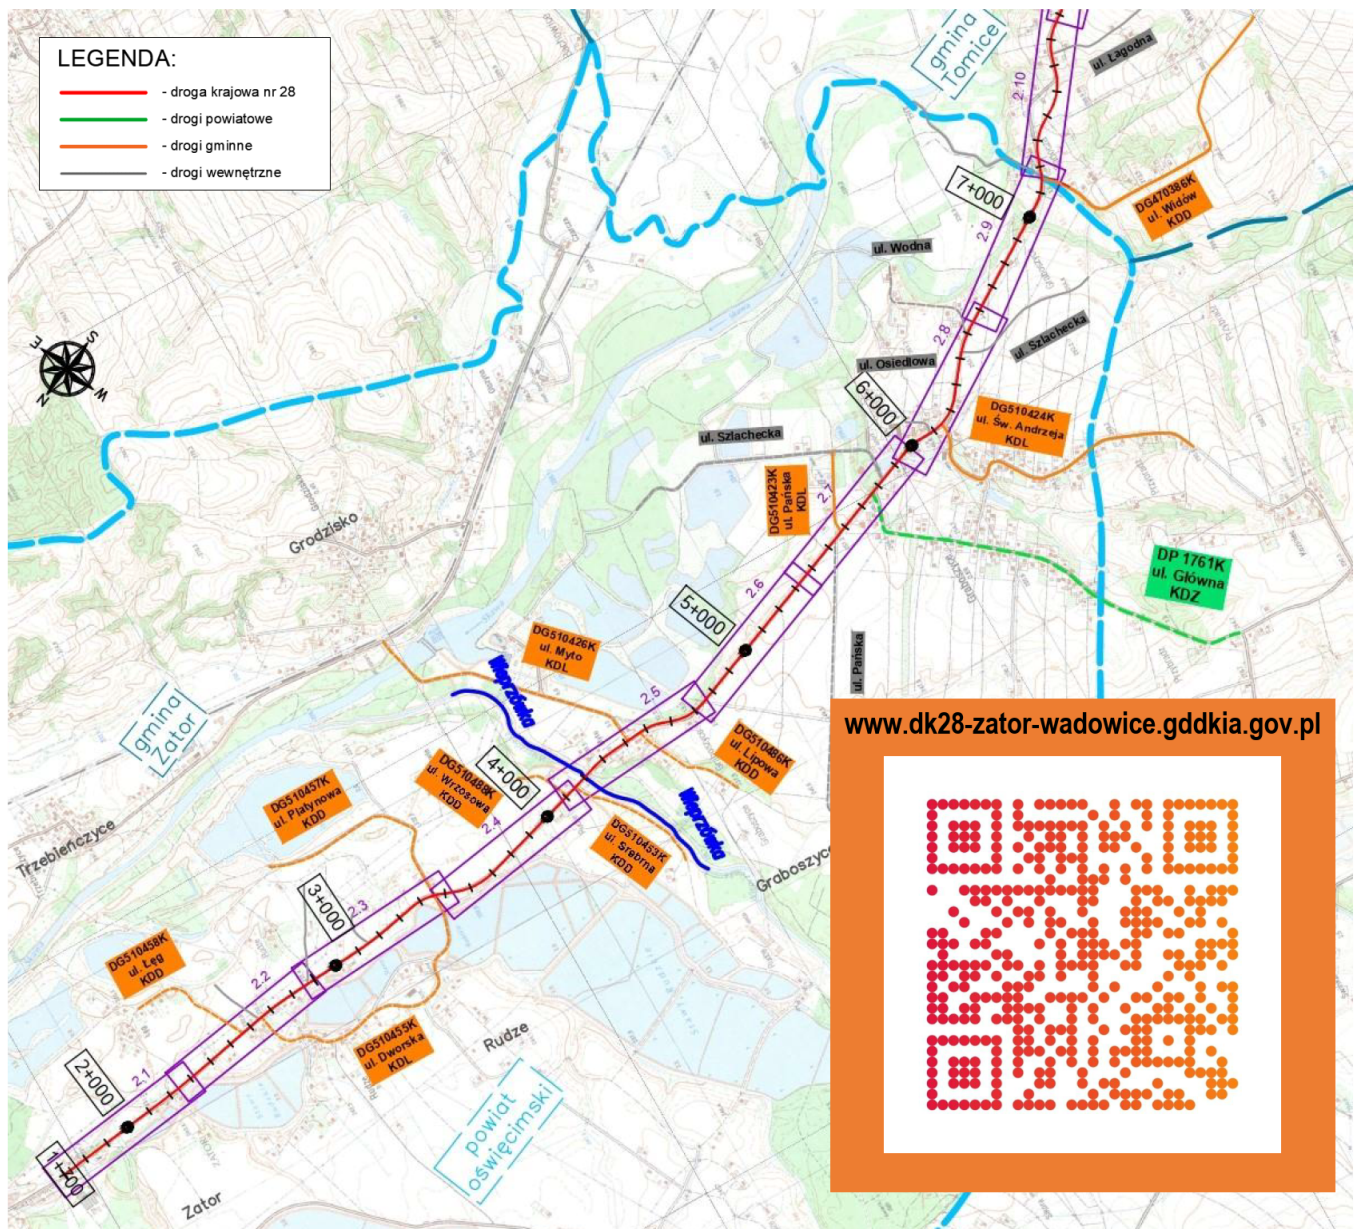 LEGENDA:
- droga krajowa nr 28
- drogi powiatowe
- drogi gminne
- drogi wewnętrzne
gmina
Tomice
ul. Łagodna
2.10
7+000
DG470386K
ul. Widów
KDD
2.9
ul. Wodna
2.8
ul. Szlachecka
ul. Osiedlowa
6+000
DG510424K
ul. Św. Andrzeja
KDL
ul. Szlachecka
DG510423K
ul. Pańska
KDL
2.7
S
E
W
N
Grodzisko
Graboszyce
DP 1761K
ul. Główna
KDZ
2.6
5+000
DG510426K
ul. Myto
KDL
ul. Pańska
Wieprzówka
2.5
gmina
Zator
DG510486K
ul. Lipowa
KDD
DG510488K
ul. Wrzosowa
KDD
4+000
DG510457K
ul. Platynowa
KDD
2.4
Wieprzówka
DG510453K
ul. Srebrna
KDD
Trzebieńczyce
Graboszyce
3+000
2.3
DG510458K
ul. Łęg
KDD
2.2
DG510455K
ul. Dworska
KDL
Rudze
2+000
2.1
powiat
oświęcimski
1+700
Zator
www.dk28-zator-wadowice.gddkia.gov.pl